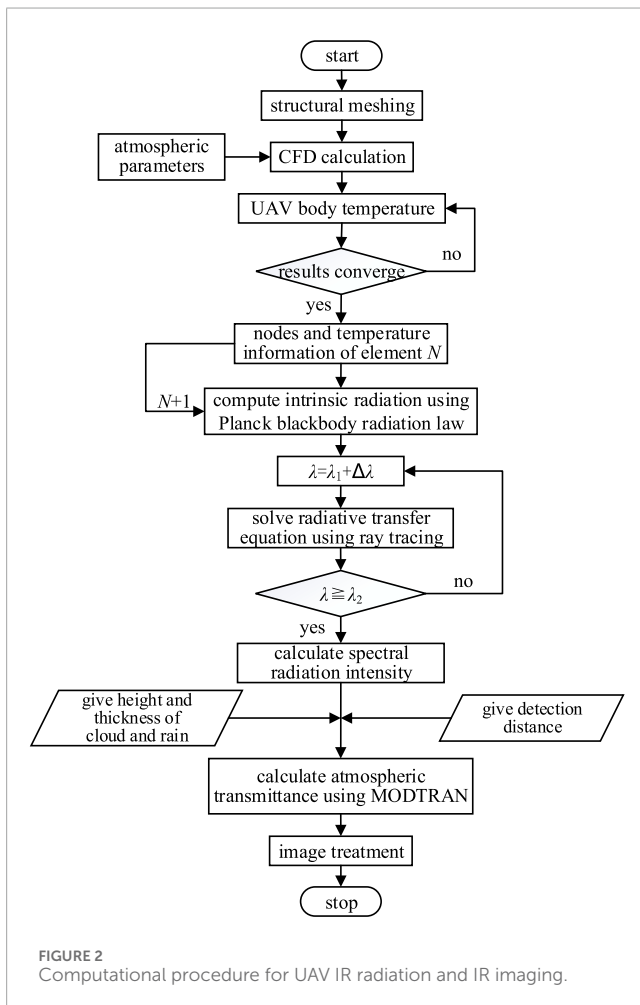 start
structural meshing
atmospheric
parameters
CFD calculation
UAV body temperature
no
results converge
yes
nodes and temperature
information of element N
N+1
compute intrinsic radiation using
Planck blackbody radiation law
λ=λ₁+Δλ
solve radiative transfer
equation using ray tracing
no
λ≧λ₂
yes
calculate spectral
radiation intensity
give height and
thickness of
cloud and rain
give detection
distance
calculate atmospheric
transmittance using MODTRAN
image treatment
stop
FIGURE 2
Computational procedure for UAV IR radiation and IR imaging.